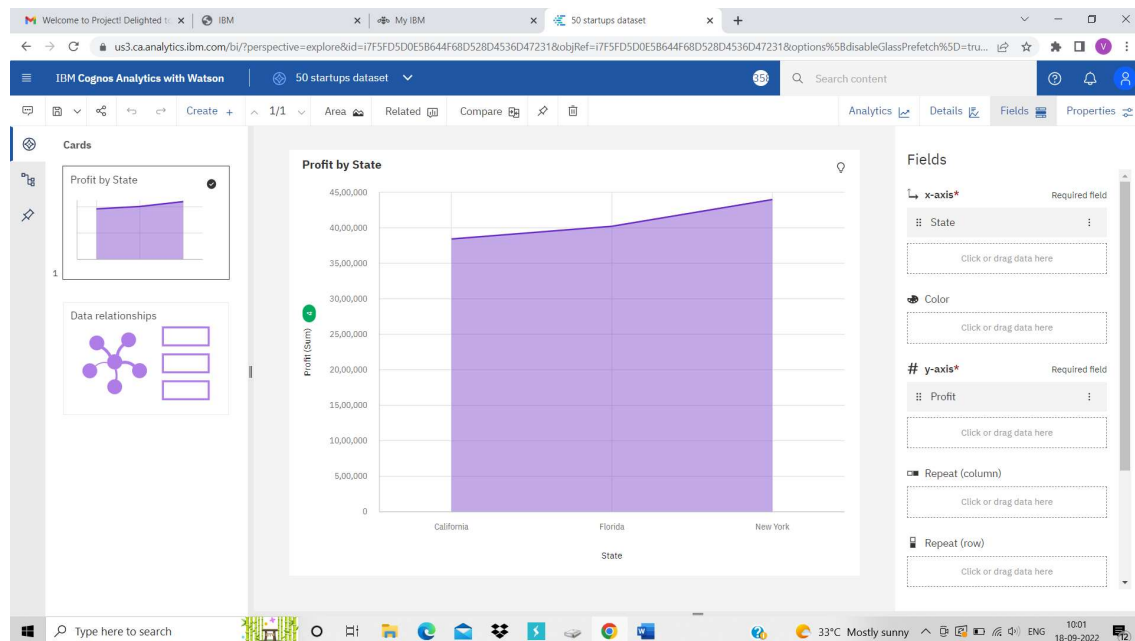 Welcome to Project! Delighted to
IBM
My IBM
50 startups dataset
us3.ca.analytics.ibm.com/bi/?perspective=explore&id=i7F5FD5D0E5B644F68D528D4536D47231&objRef=i7F5FD5D0E5B644F68D528D4536D47231&options%5BdisableGlassPrefetch%5D=tru...
V
IBM Cognos Analytics with Watson
50 startups dataset
358
Search content
Create +
1/1
Area
Related
Compare
Analytics
Details
Fields
Properties
Cards
Profit by State
1
Data relationships
Profit by State
45,00,000
40,00,000
35,00,000
30,00,000
25,00,000
20,00,000
15,00,000
10,00,000
5,00,000
0
Profit (Sum)
California
Florida
New York
State
Fields
x-axis*
Required field
State
Click or drag data here
Color
Click or drag data here
# y-axis*
Required field
Profit
Click or drag data here
Repeat (column)
Click or drag data here
Repeat (row)
Click or drag data here
Type here to search
33°C Mostly sunny
ENG
10:01
18-09-2022